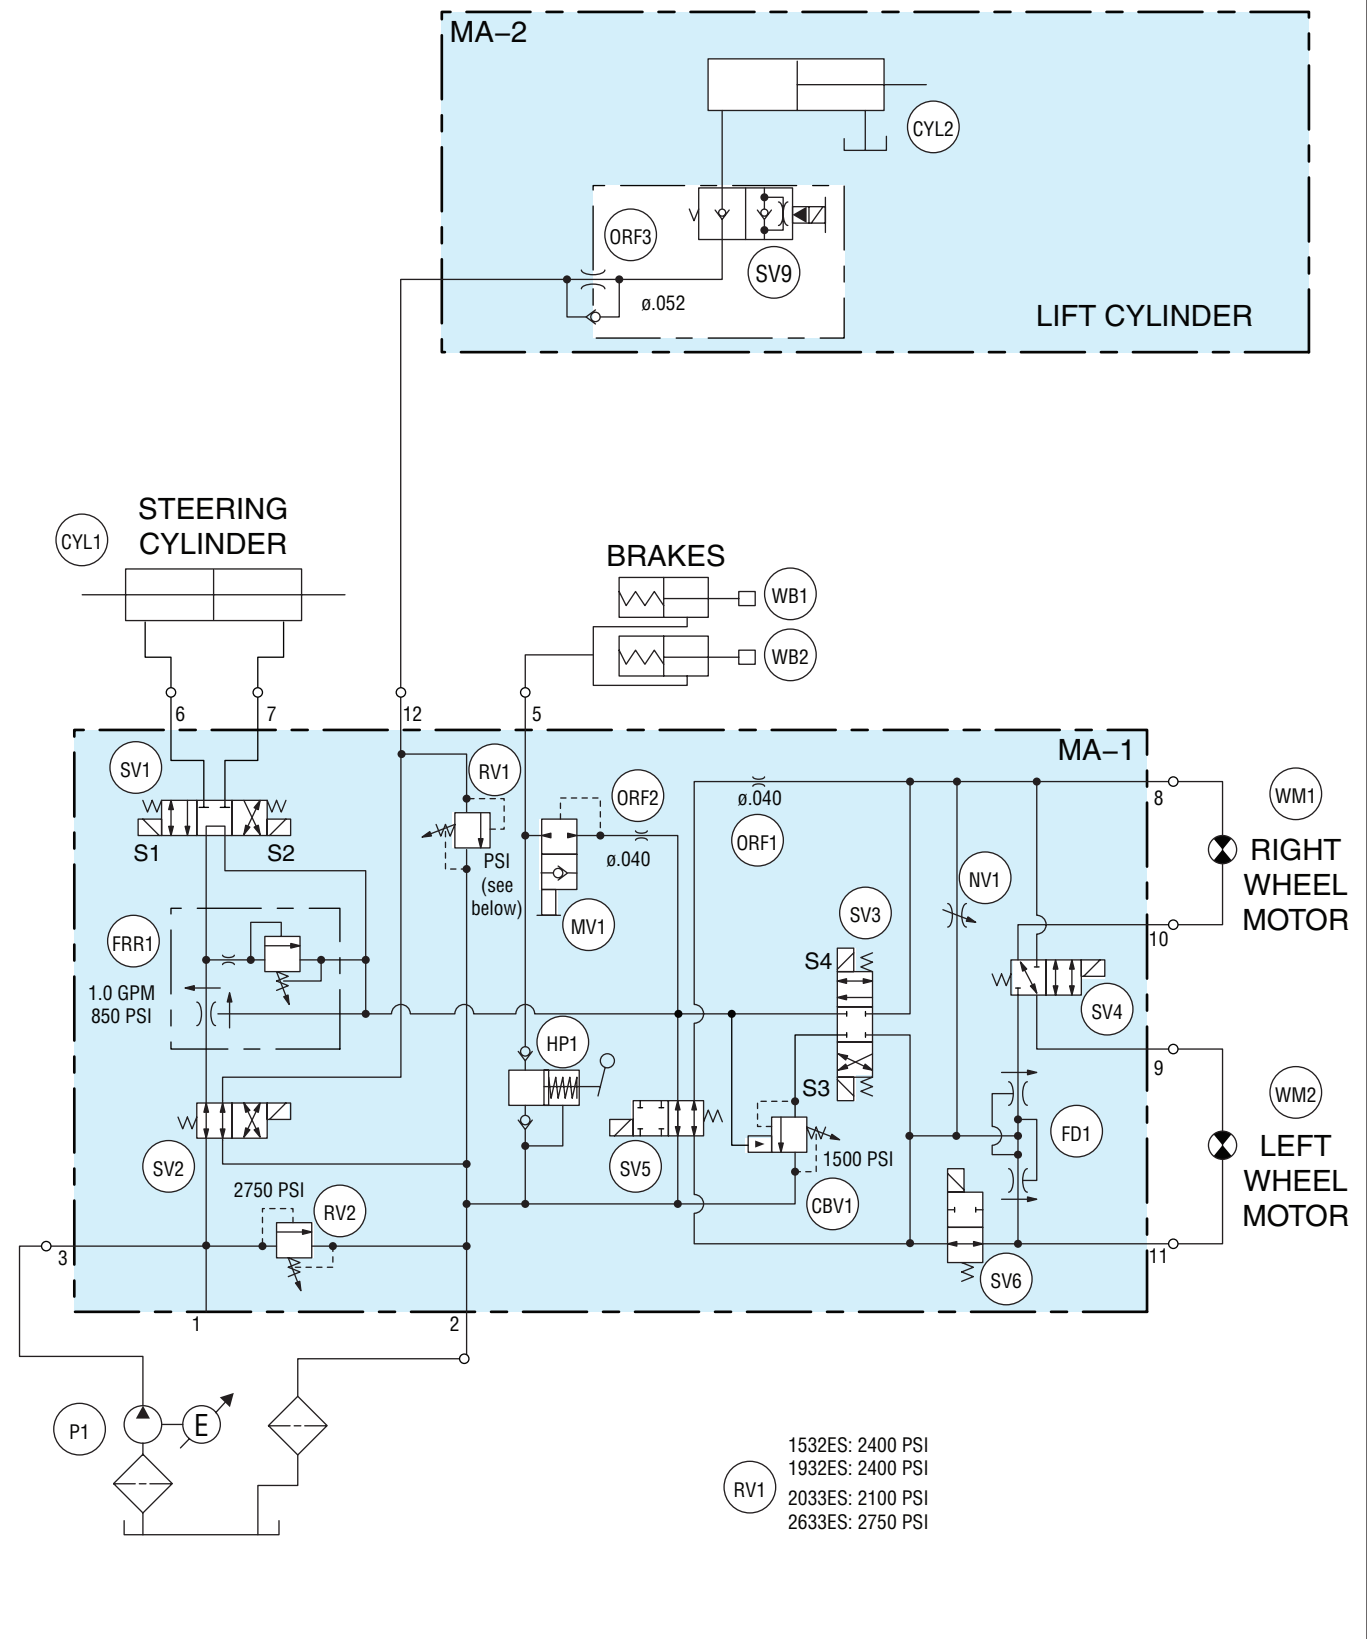 MA–2
CYL2
ORF3
SV9
ø.052
LIFT CYLINDER
STEERING
CYLINDER
CYL1
BRAKES
WB1
WB2
6
7
12
5
MA–1
SV1
S1
S2
RV1
PSI
(see
below)
ORF2
ø.040
MV1
ø.040
ORF1
8
WM1
RIGHT
WHEEL
MOTOR
NV1
SV3
S4
S3
10
SV4
FRR1
1.0 GPM
850 PSI
HP1
9
WM2
LEFT
WHEEL
MOTOR
FD1
SV2
SV5
1500 PSI
CBV1
2750 PSI
RV2
3
11
SV6
1
2
P1
E
RV1
1532ES: 2400 PSI
1932ES: 2400 PSI
2033ES: 2100 PSI
2633ES: 2750 PSI